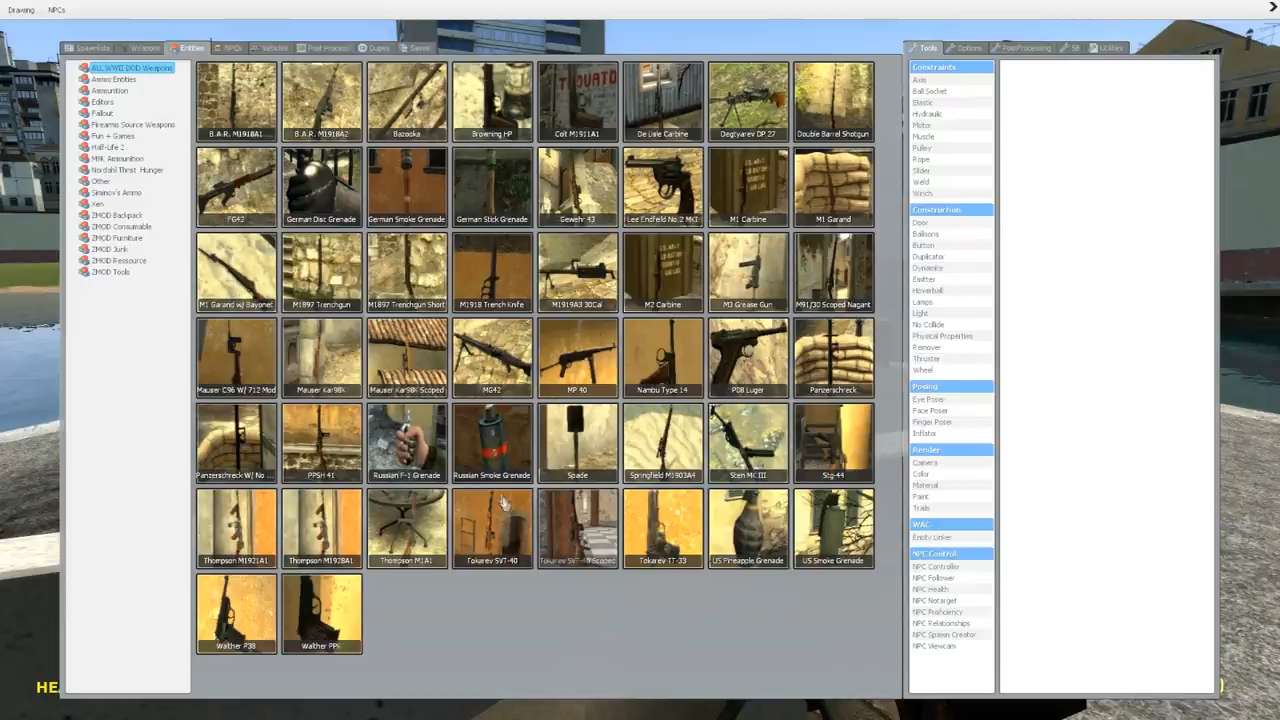 Drawing NPCs
Spawnlists Weapons Entities NPCs Vehicles Post Process Dupes Saves
Tools Options PostProcessing Utilities
ALL WWII DOD Weapons
Ammo Entities
Ammunition
Editors
Fallout
Firearms Source Weapons
Fun + Games
Half-Life 2
M9k Ammunition
Nordahl Thrst. Hunger
Other
Siminov's Ammo
Xen
ZMOD Backpack
ZMOD Consumable
ZMOD Furniture
ZMOD Junk
ZMOD Ressource
ZMOD Tools
TTOVATO
B.A.R. M1918A1 B.A.R. M1918A2 Bazooka Browning HP Colt M1911A1 De Lisle Carbine Degtyarev DP 27 Double Barrel Shotgun
FG42 German Disc Grenade German Smoke Grenade German Stick Grenade Gewehr 43 Lee Enfield No.2 MKI M1 Carbine M1 Garand
M1 Garand w/ Bayonet M1897 Trenchgun M1897 Trenchgun Short M1918 Trench Knife M1919A3 30Cal M2 Carbine M3 Grease Gun M91/30 Scoped Nagant
Mauser C96 W/ 712 Mod Mauser Kar98K Mauser Kar98K Scoped MG42 MP 40 Nambu Type 14 P08 Luger Panzerschreck
Panzerschreck W/ No ... PPSH 41 Russian F-1 Grenade Russian Smoke Grenade Spade Springfield M1903A4 Sten MK III Stg-44
Thompson M1921A1 Thompson M1928A1 Thompson M1A1 Tokarev SVT-40 Tokarev SVT-40 Scoped Tokarev TT-33 US Pineapple Grenade US Smoke Grenade
Walther P38 Walther PPK
Constraints
Axis
Ball Socket
Elastic
Hydraulic
Motor
Muscle
Pulley
Rope
Slider
Weld
Winch
Construction
Door
Balloons
Button
Duplicator
Dynamite
Emitter
Hoverball
Lamps
Light
No Collide
Physical Properties
Remover
Thruster
Wheel
Posing
Eye Poser
Face Poser
Finger Poser
Inflator
Render
Camera
Color
Material
Paint
Trails
WAC
Entity Linker
NPC Control
NPC Controller
NPC Follower
NPC Health
NPC Notarget
NPC Proficiency
NPC Relationships
NPC Spawn Creator
NPC Viewcam
HE